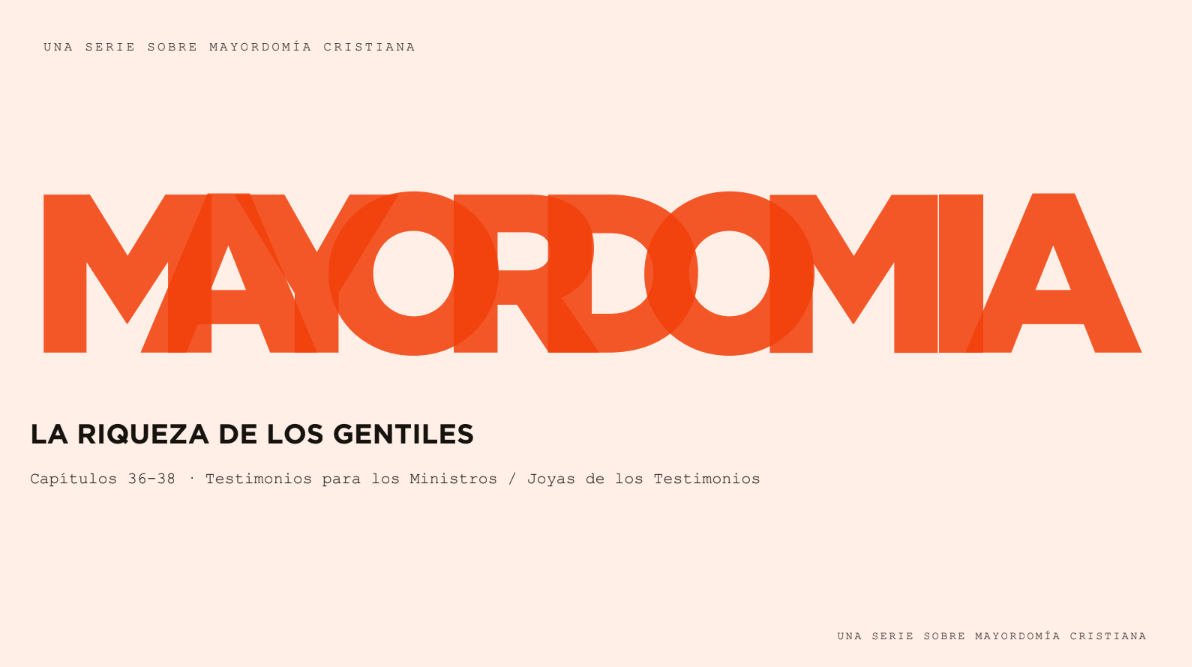 UNA SERIE SOBRE MAYORDOMÍA CRISTIANA
MAYORDOMIA
LA RIQUEZA DE LOS GENTILES
Capítulos 36–38 · Testimonios para los Ministros / Joyas de los Testimonios
UNA SERIE SOBRE MAYORDOMÍA CRISTIANA